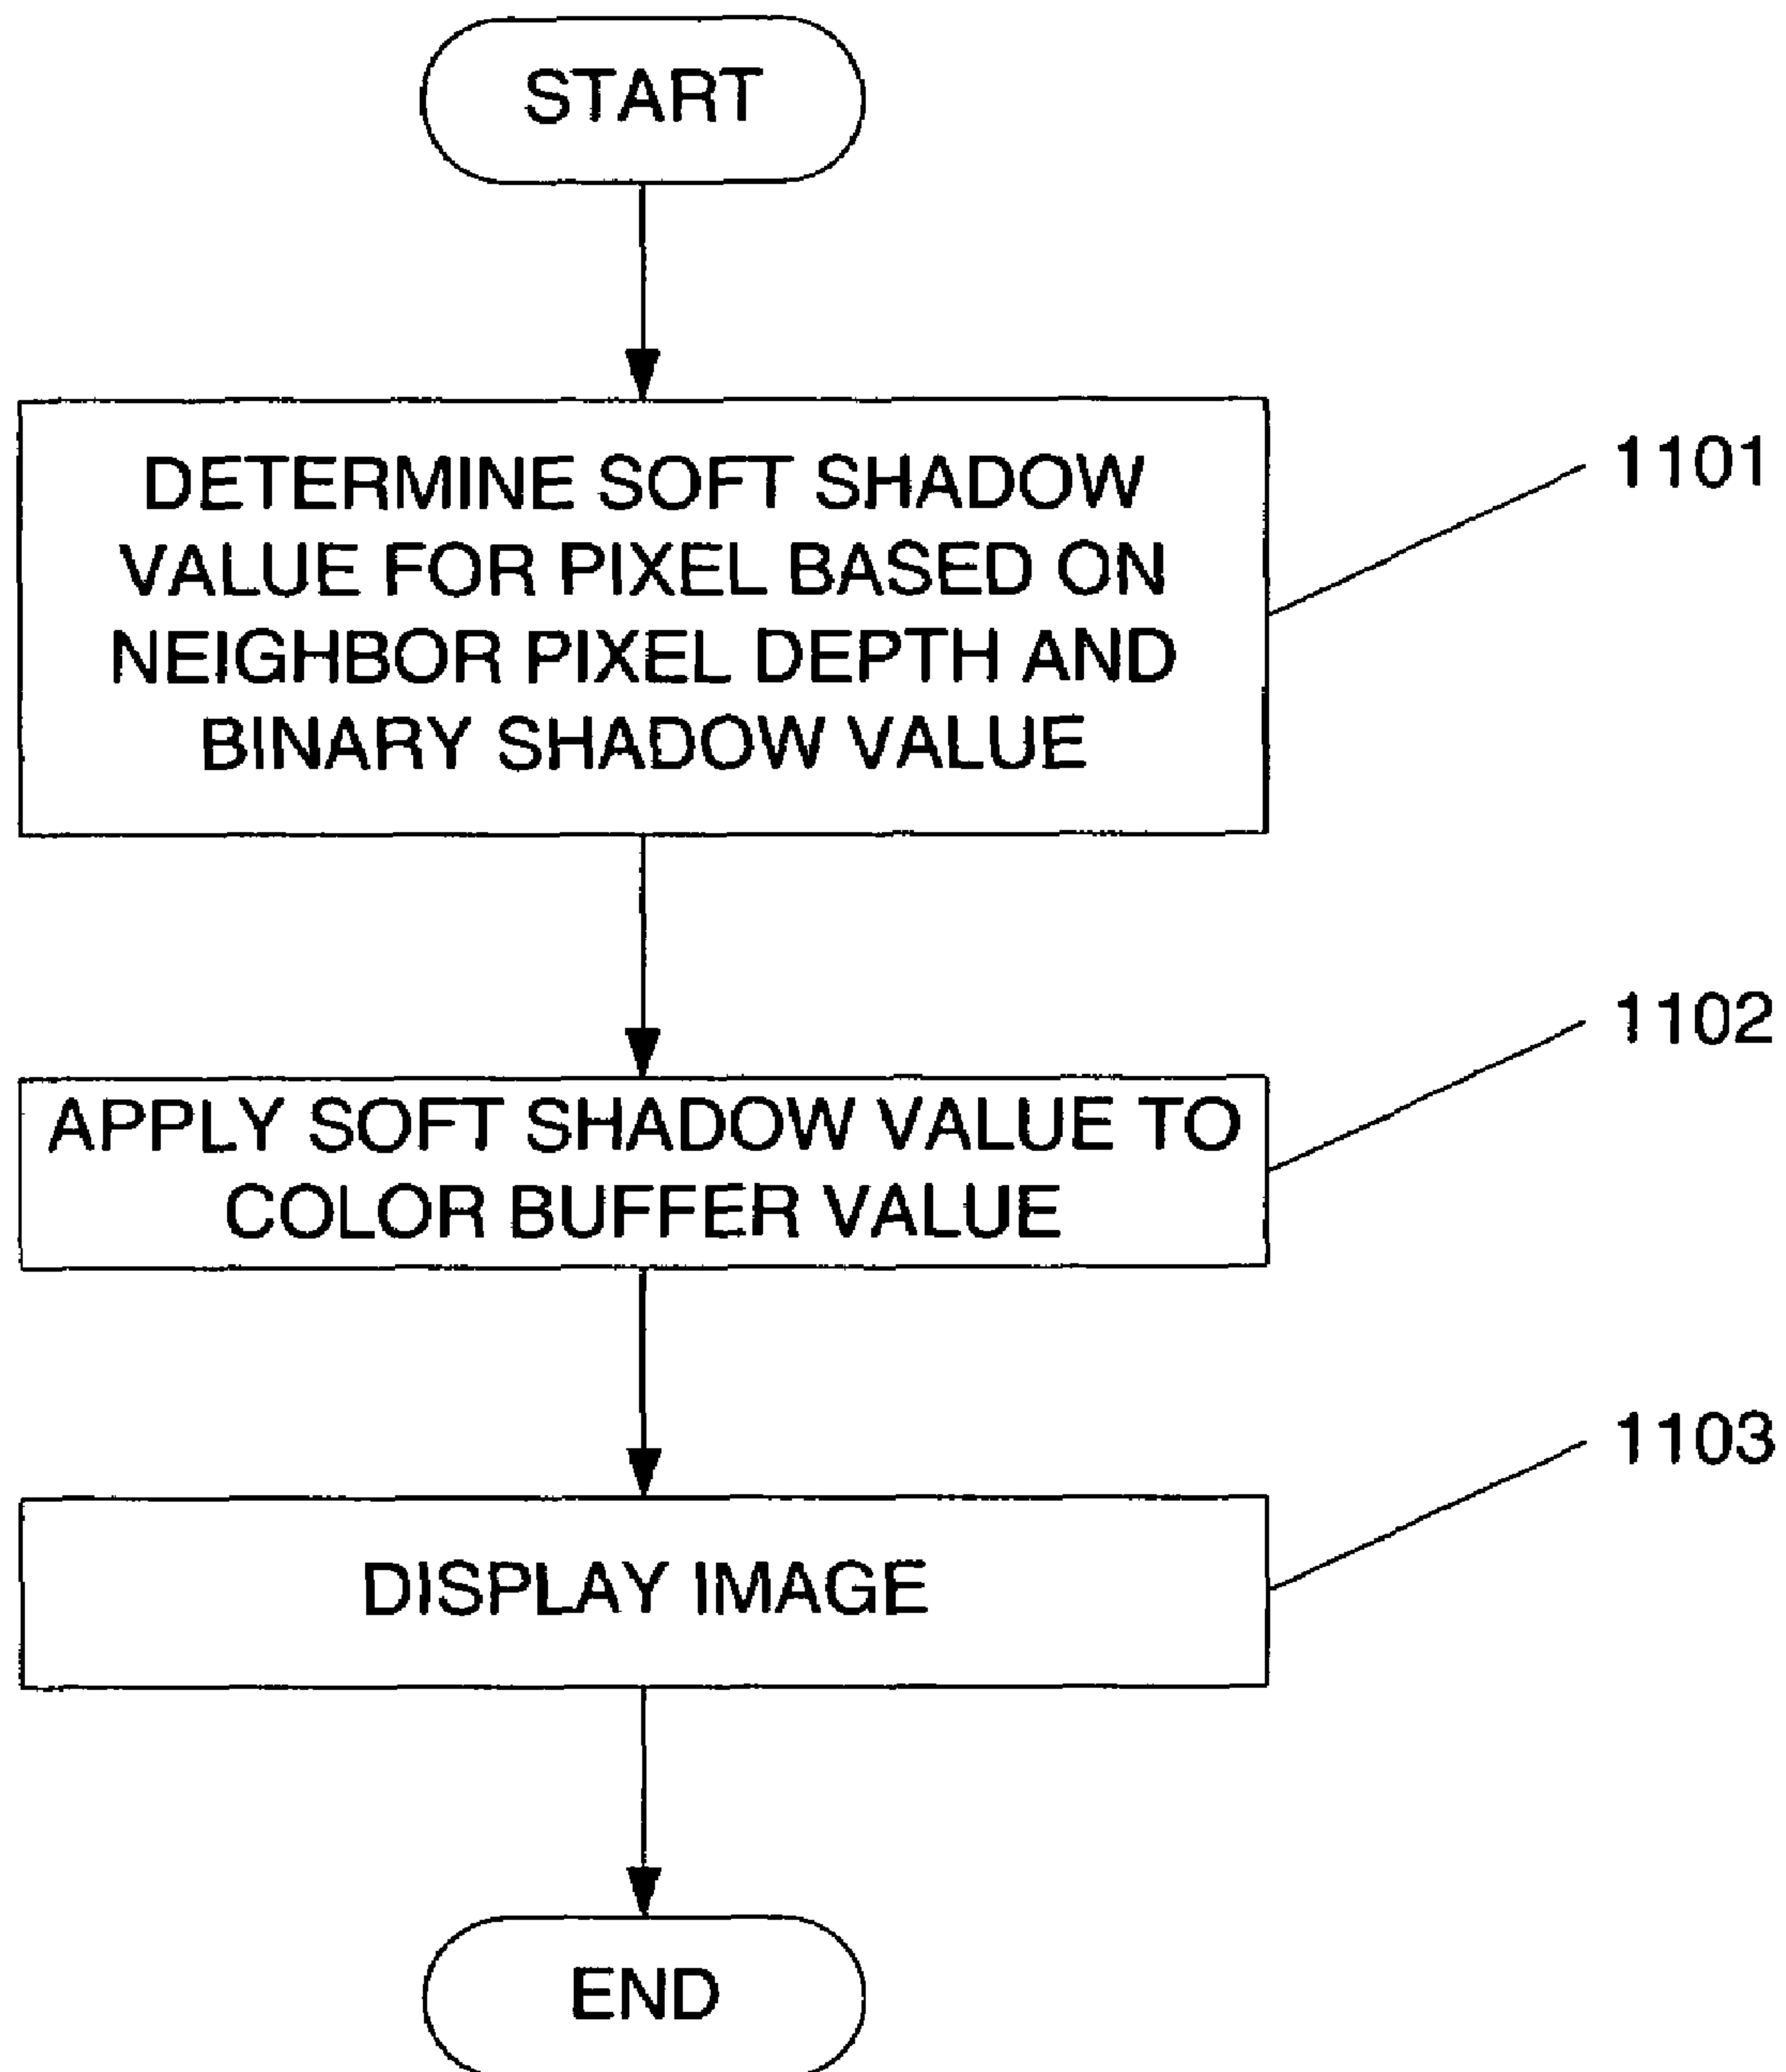 START
DETERMINE SOFT SHADOW
VALUE FOR PIXEL BASED ON
NEIGHBOR PIXEL DEPTH AND
BINARY SHADOW VALUE
1101
APPLY SOFT SHADOW VALUE TO
COLOR BUFFER VALUE
1102
DISPLAY IMAGE
1103
END